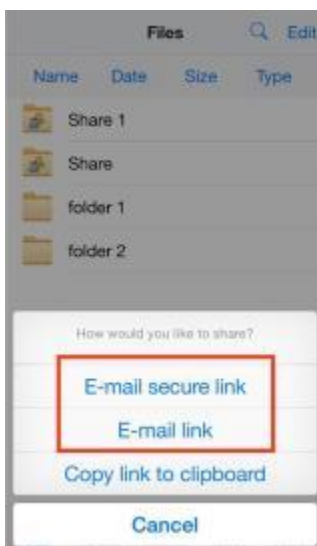 Files Edit
Name Date Size Type
Share 1
Share
folder 1
folder 2
How would you like to share?
E-mail secure link
E-mail link
Copy link to clipboard
Cancel